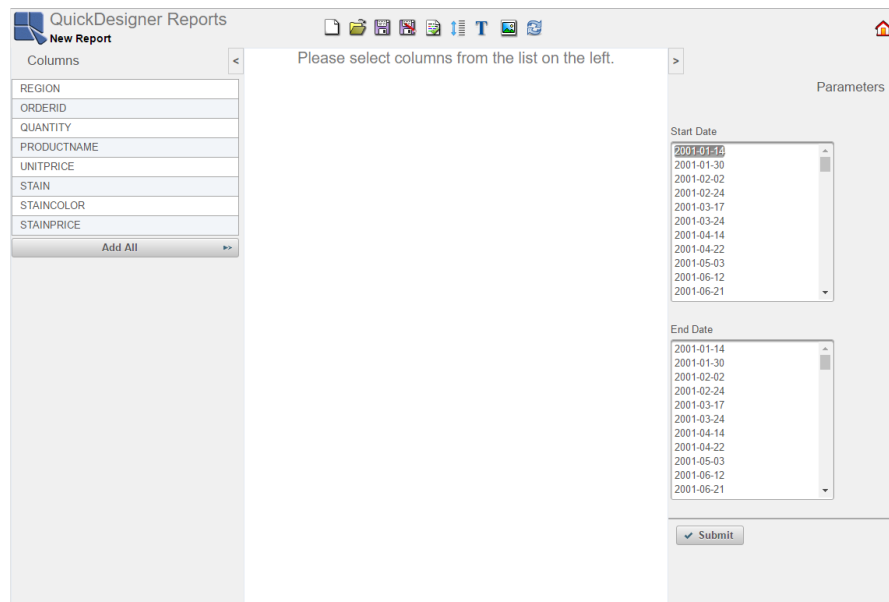 QuickDesigner Reports
New Report
Columns
<
Please select columns from the list on the left.
>
Parameters
REGION
ORDERID
QUANTITY
PRODUCTNAME
UNITPRICE
STAIN
STAINCOLOR
STAINPRICE
Add All
Start Date
2001-01-14
2001-01-30
2001-02-02
2001-02-24
2001-03-17
2001-03-24
2001-04-14
2001-04-22
2001-05-03
2001-06-12
2001-06-21
End Date
2001-01-14
2001-01-30
2001-02-02
2001-02-24
2001-03-17
2001-03-24
2001-04-14
2001-04-22
2001-05-03
2001-06-12
2001-06-21
Submit